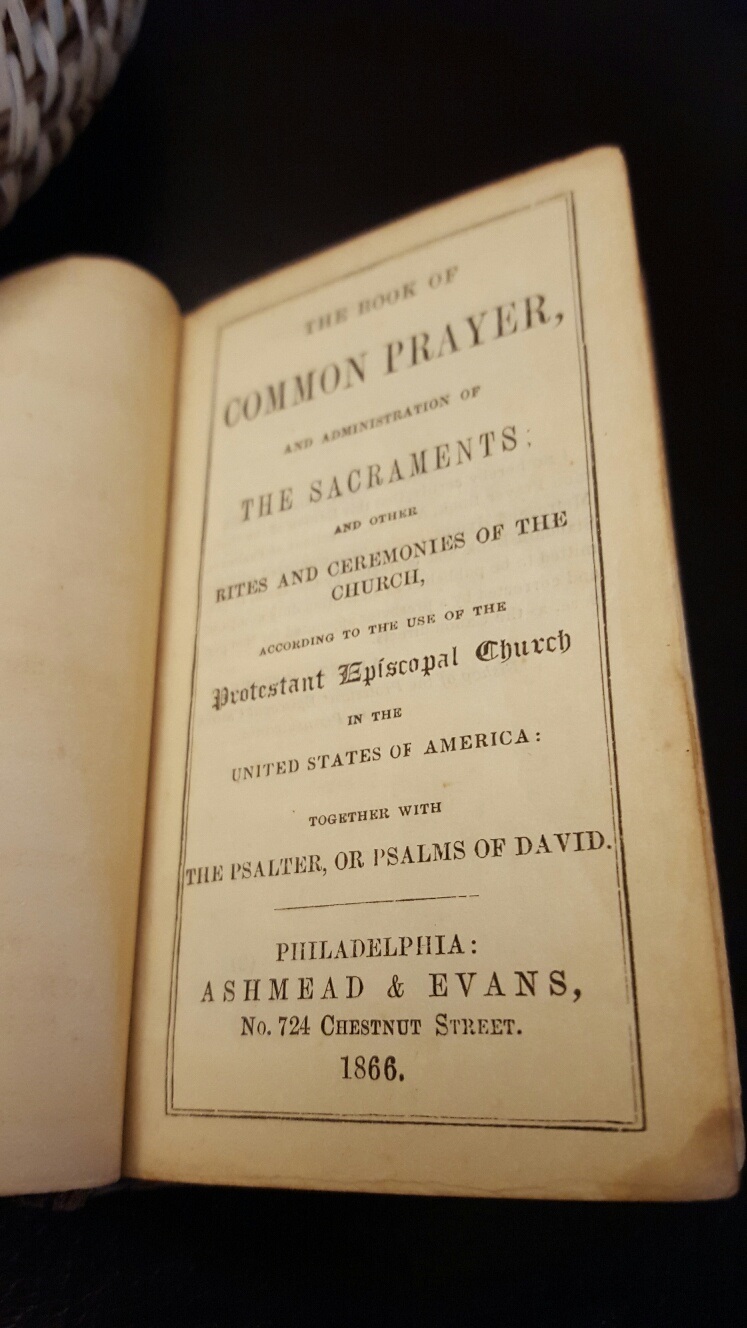 THE BOOK OF
COMMON PRAYER,
AND ADMINISTRATION OF
THE SACRAMENTS;
AND OTHER
RITES AND CEREMONIES OF THE
CHURCH,
ACCORDING TO THE USE OF THE
Protestant Episcopal Church
IN THE
UNITED STATES OF AMERICA:
TOGETHER WITH
THE PSALTER, OR PSALMS OF DAVID.
PHILADELPHIA:
ASHMEAD & EVANS,
No. 724 CHESTNUT STREET.
1866.